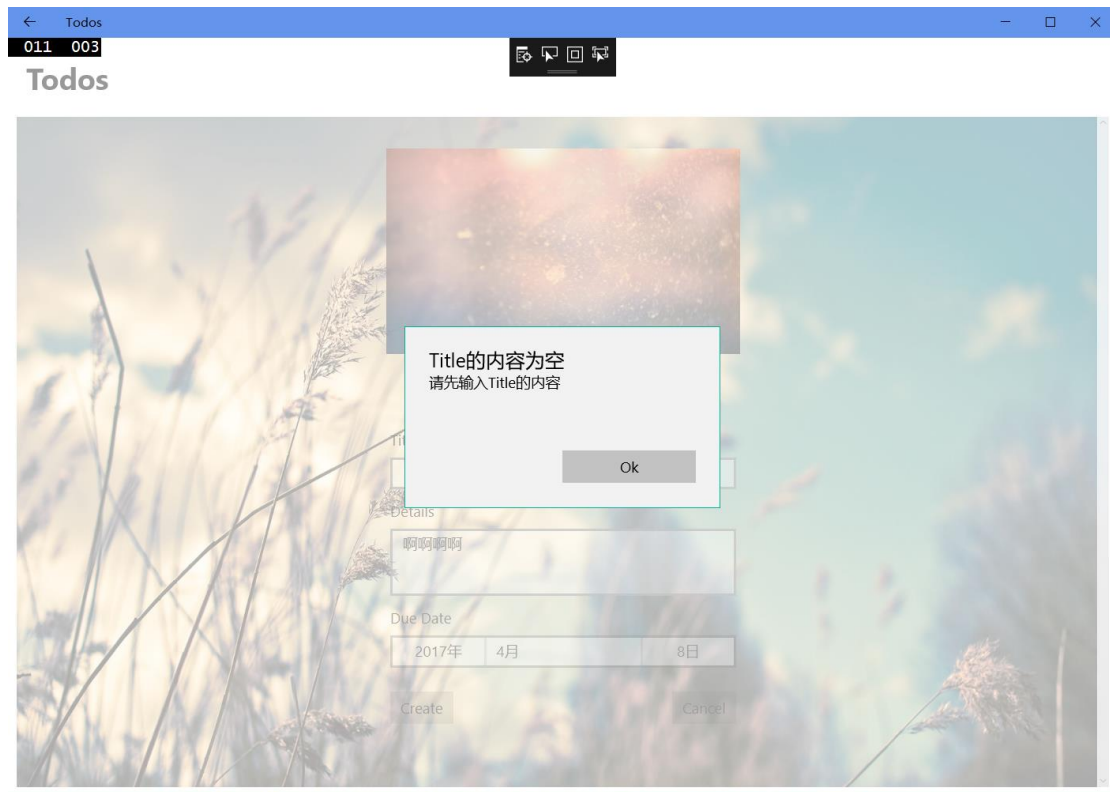 Todos
011 003
Todos
Title的内容为空
请先输入Title的内容
Ok
Details
啊啊啊啊
Due Date
2017年 4月 8日
Create Cancel